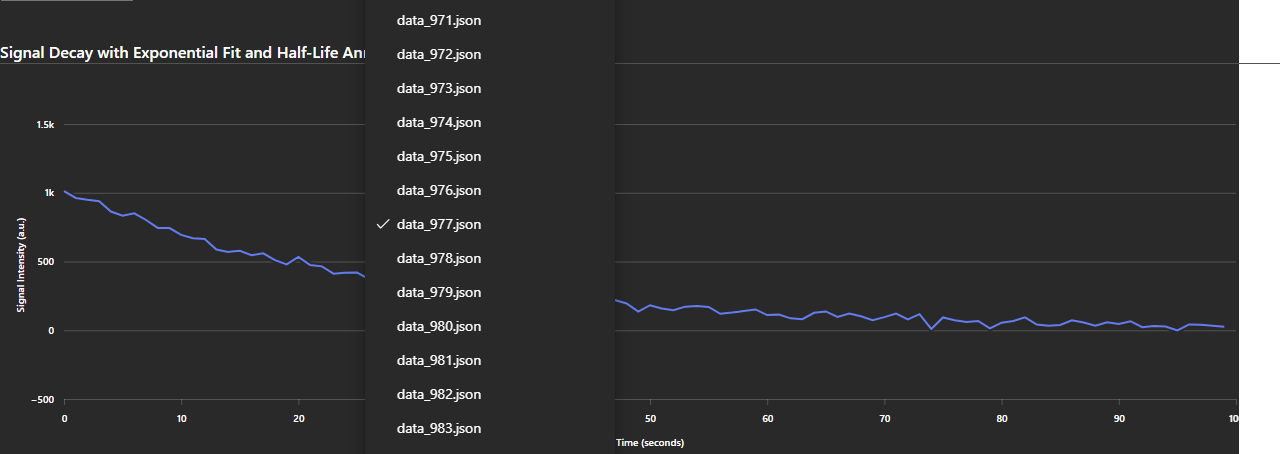 data_971.json
Signal Decay with Exponential Fit and Half-Life
data_972.json
data_973.json
data_974.json
data_975.json
data_976.json
data_977.json
data_978.json
data_979.json
data_980.json
data_981.json
data_982.json
data_983.json
1.5k
1k
500
0
−500
Signal Intensity (a.u.)
0
10
20
50
60
70
80
90
Time (seconds)